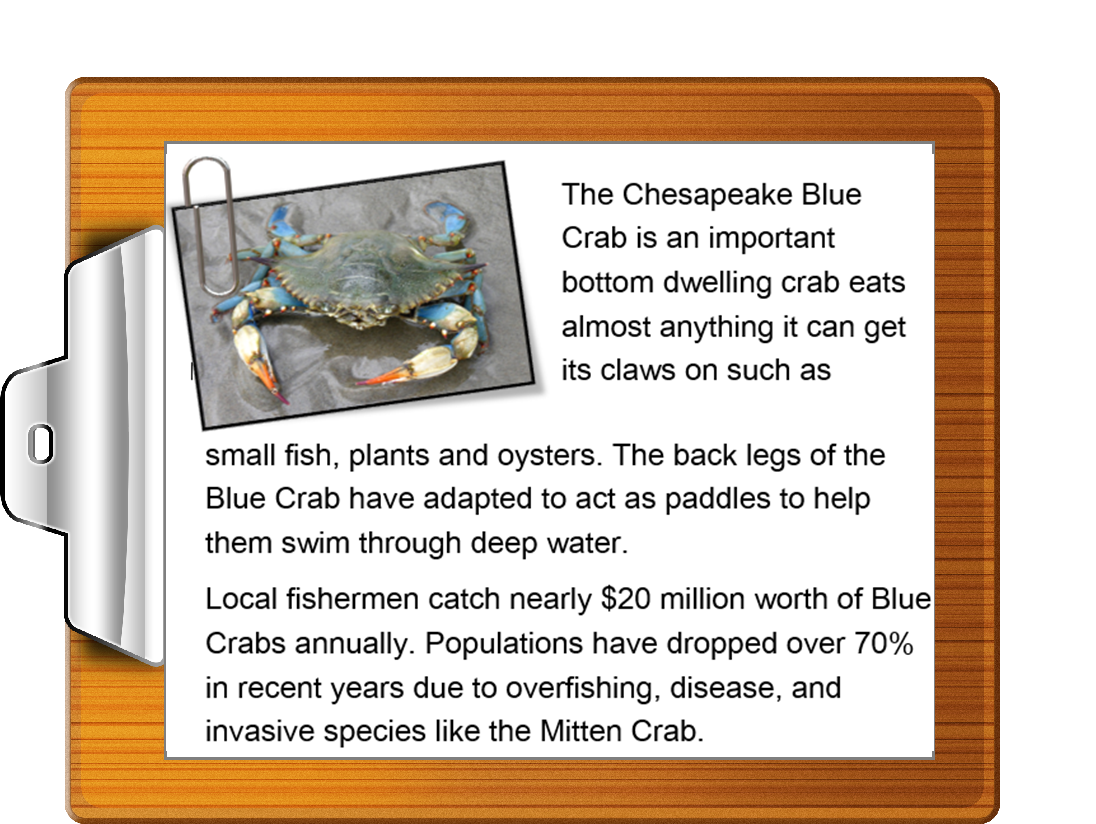 The Chesapeake Blue
Crab is an important
bottom dwelling crab eats
almost anything it can get
its claws on such as
small fish, plants and oysters. The back legs of the
Blue Crab have adapted to act as paddles to help
them swim through deep water.
Local fishermen catch nearly $20 million worth of Blue
Crabs annually. Populations have dropped over 70%
in recent years due to overfishing, disease, and
invasive species like the Mitten Crab.